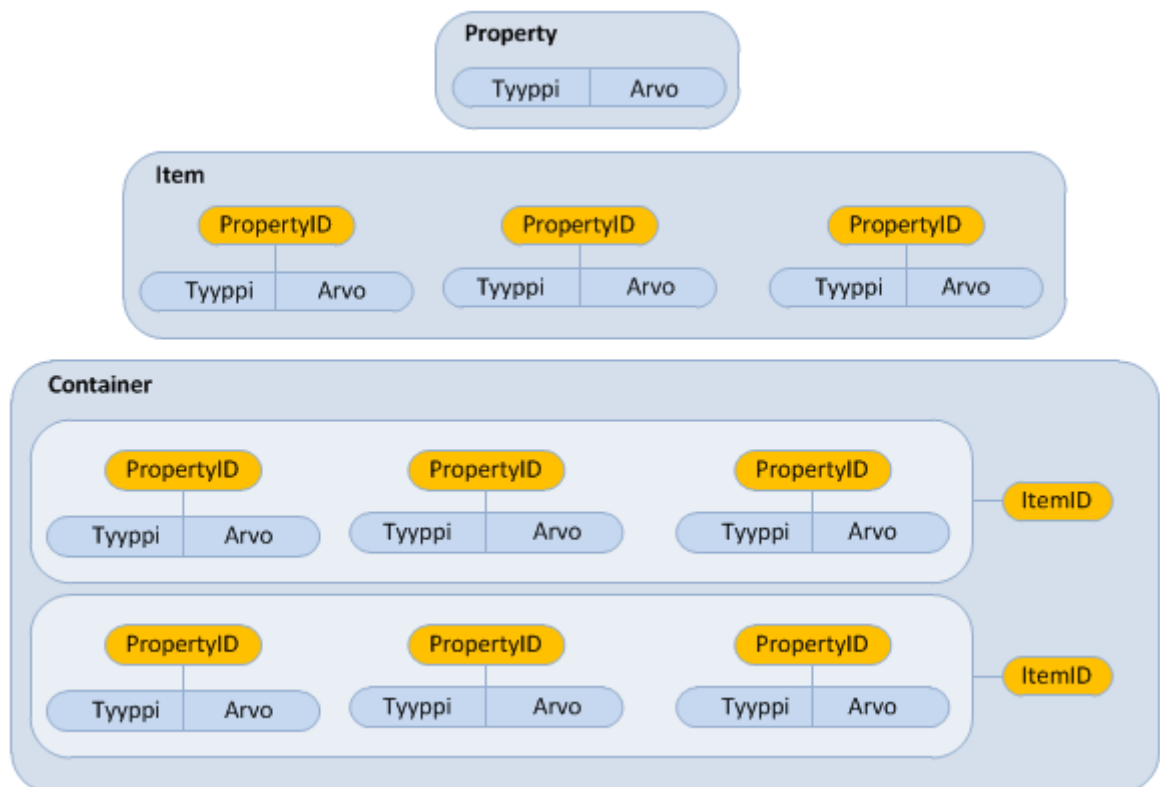 Property
Tyyppi Arvo
Item
PropertyID PropertyID PropertyID
Tyyppi Arvo Tyyppi Arvo Tyyppi Arvo
Container
PropertyID PropertyID PropertyID
Tyyppi Arvo Tyyppi Arvo Tyyppi Arvo
ItemID
PropertyID PropertyID PropertyID
Tyyppi Arvo Tyyppi Arvo Tyyppi Arvo
ItemID